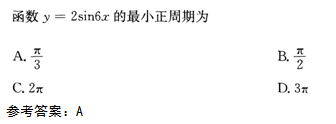 函数 y = 2sin6x 的最小正周期为
A. π/3 B. π/2
C. 2π D. 3π
参考答案：A